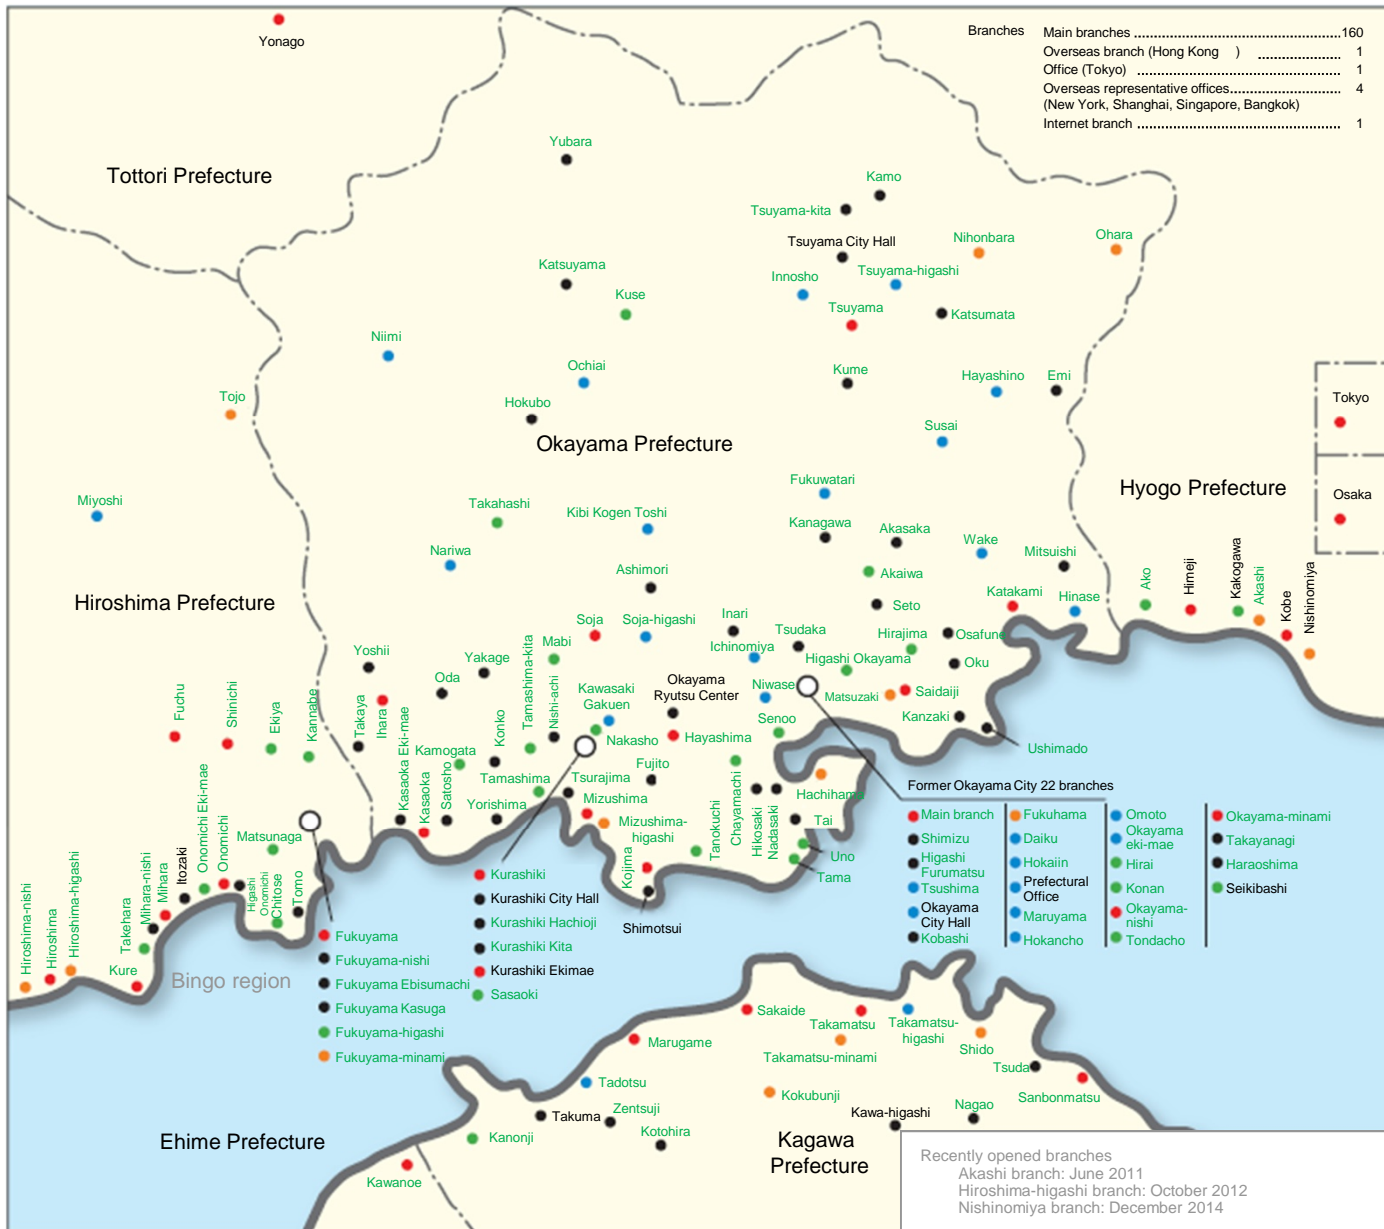 Yonago
Branches
Main branches ........................................ 160
Overseas branch (Hong Kong ) .................... 1
Office (Tokyo) ........................................ 1
Overseas representative offices..................... 4
(New York, Shanghai, Singapore, Bangkok)
Internet branch ........................................ 1
Tottori Prefecture
Yubara
Kamo
Tsuyama-kita
Tsuyama City Hall
Nihonbara
Ohara
Katsuyama
Innosho
Tsuyama-higashi
Kuse
Tsuyama
Katsumata
Niimi
Ochiai
Kume
Hayashino
Emi
Tojo
Hokubo
Tokyo
Okayama Prefecture
Susai
Fukuwatari
Hyogo Prefecture
Osaka
Miyoshi
Takahashi
Kibi Kogen Toshi
Kanagawa
Akasaka
Wake
Mitsuishi
Nariwa
Ashimori
Akaiwa
Hiroshima Prefecture
Seto
Katakami
Hinase
Ako
Himeji
Kakogawa
Akashi
Kobe
Nishinomiya
Soja
Soja-higashi
Inari
Ichinomiya
Tsudaka
Hirajima
Osafune
Yoshii
Oda
Yakage
Mabi
Tamashima-kita
Nishi-achi
Higashi Okayama
Oku
Okayama
Ryutsu Center
Niwase
Matsuzaki
Saidaiji
Kawasaki
Gakuen
Kanzaki
Fuchu
Shinichi
Ekiya
Kannabe
Takaya
Ihara
Kasaoka Eki-mae
Kamogata
Konko
Nakasho
Hayashima
Senoo
Ushimado
Onomichi Eki-mae
Onomichi
Kasaoka
Satosho
Tamashima
Tsurajima
Fujito
Chayamachi
Hikosaki
Nadasaki
Hachihama
Yorishima
Mizushima
Mizushima-
higashi
Tanokuchi
Tai
Matsunaga
Uno
Tama
Kojima
Shimotsui
Hiroshima-nishi
Hiroshima
Hiroshima-higashi
Takehara
Mihara-nishi
Mihara
Itozaki
Higashi
Onomichi
Chitose
Tomo
Kure
Bingo region
Former Okayama City 22 branches
Main branch
Shimizu
Higashi
Furumatsu
Tsushima
Okayama
City Hall
Kobashi
Fukuhama
Daiku
Hokaiin
Prefectural
Office
Maruyama
Hokancho
Omoto
Okayama
eki-mae
Hirai
Konan
Okayama-
nishi
Tondacho
Okayama-minami
Takayanagi
Haraoshima
Seikibashi
Kurashiki
Kurashiki City Hall
Kurashiki Hachioji
Kurashiki Kita
Kurashiki Ekimae
Sasaoki
Fukuyama
Fukuyama-nishi
Fukuyama Ebisumachi
Fukuyama Kasuga
Fukuyama-higashi
Fukuyama-minami
Sakaide
Takamatsu
Takamatsu-
higashi
Marugame
Takamatsu-minami
Shido
Tsuda
Tadotsu
Kokubunji
Sanbonmatsu
Takuma
Zentsuji
Kawa-higashi
Nagao
Ehime Prefecture
Kanonji
Kotohira
Kagawa
Prefecture
Kawanoe
Recently opened branches
Akashi branch: June 2011
Hiroshima-higashi branch: October 2012
Nishinomiya branch: December 2014